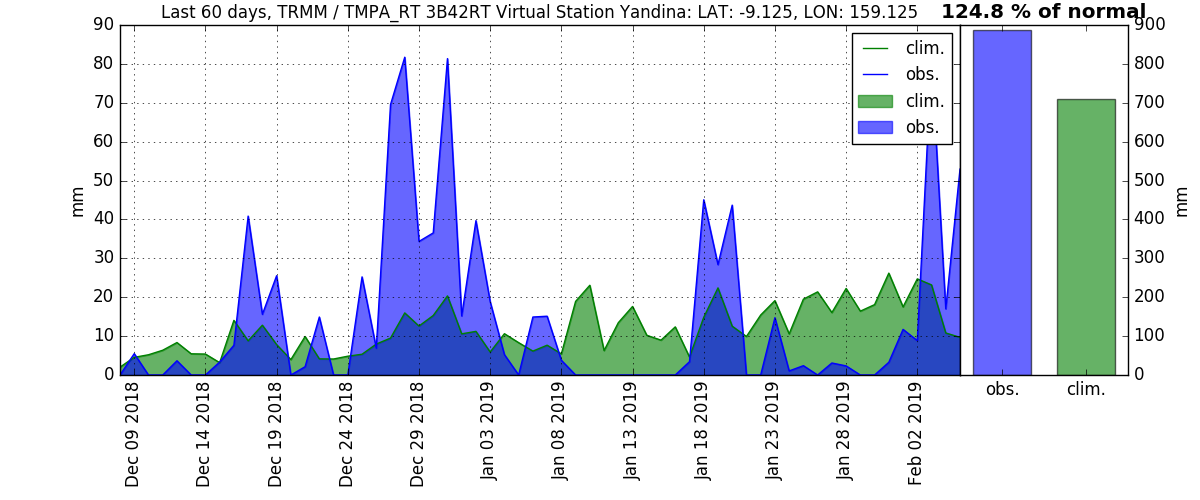 Last 60 days, TRMM / TMPA_RT 3B42RT Virtual Station Yandina: LAT: -9.125, LON: 159.125
124.8 % of normal
90
80
70
60
50
40
30
20
10
0
mm
clim.
obs.
clim.
obs.
900
800
700
600
500
400
300
200
100
0
mm
Dec 09 2018
Dec 14 2018
Dec 19 2018
Dec 24 2018
Dec 29 2018
Jan 03 2019
Jan 08 2019
Jan 13 2019
Jan 18 2019
Jan 23 2019
Jan 28 2019
Feb 02 2019
obs.
clim.